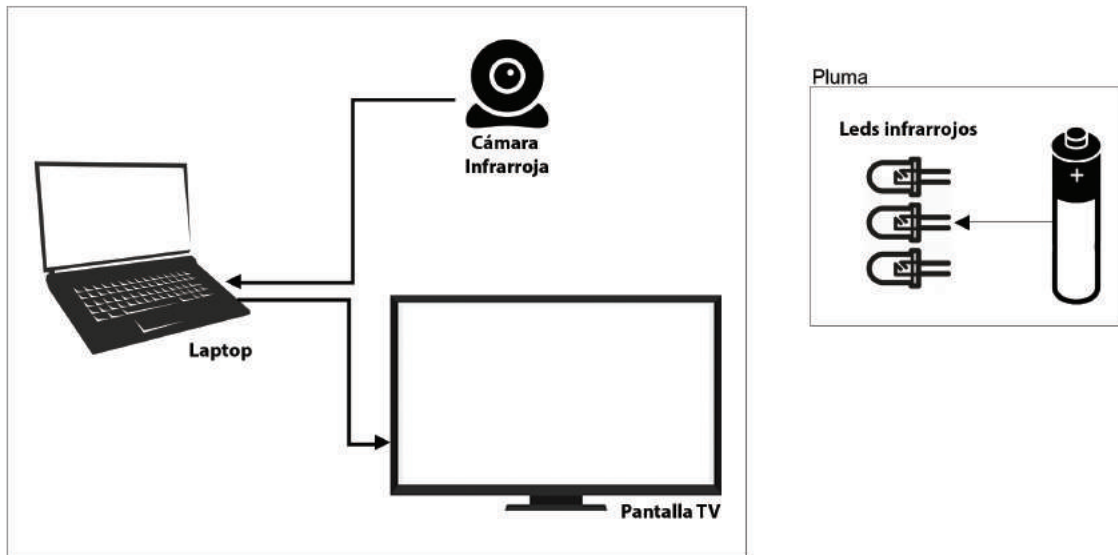 Cámara
Infrarroja
Laptop
Pantalla TV
Pluma
Leds infrarrojos
+